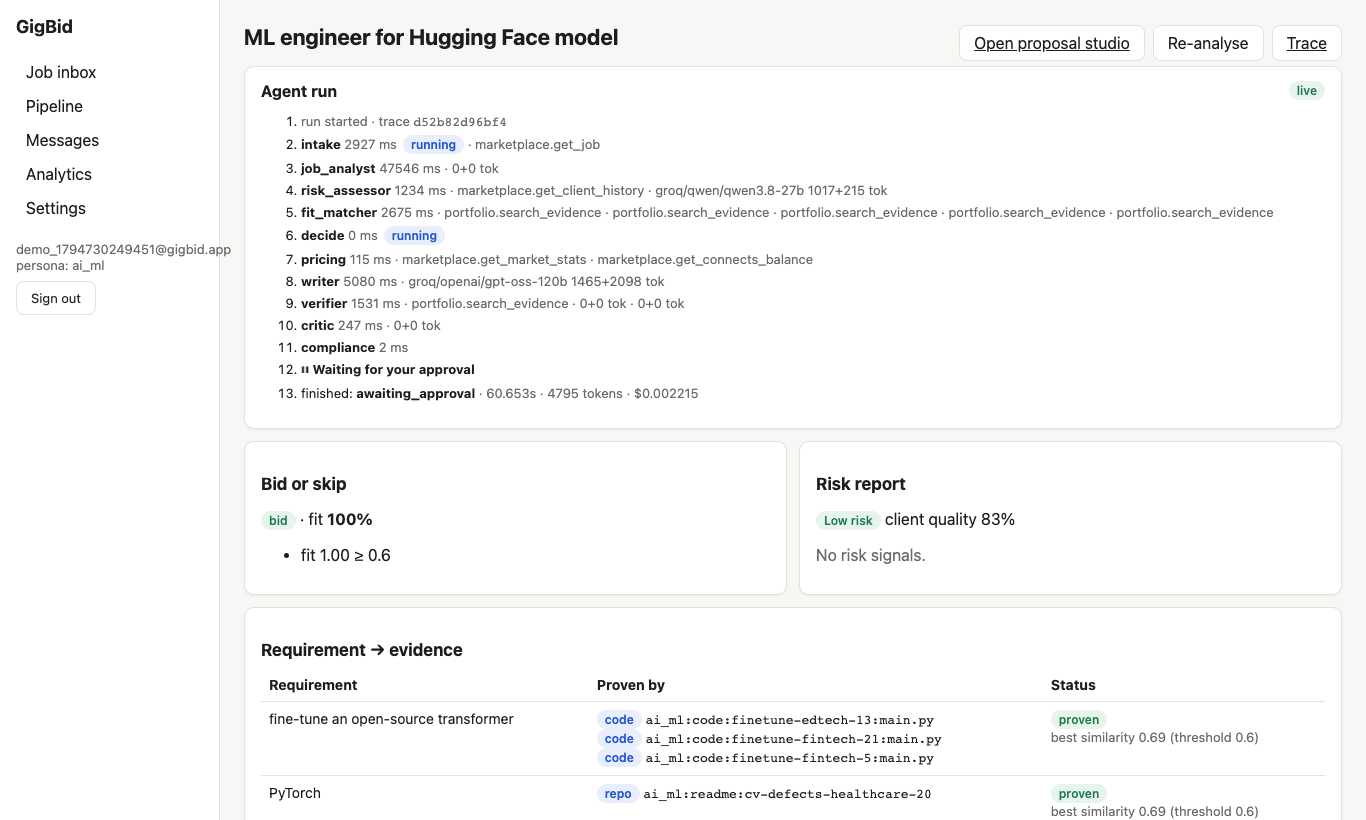 GigBid
Job inbox
Pipeline
Messages
Analytics
Settings
demo_1794730249451@gigbid.app
persona: ai_ml
Sign out
ML engineer for Hugging Face model
Open proposal studio
Re-analyse
Trace
Agent run
live
1. run started · trace d52b82d96bf4
2. intake 2927 ms running · marketplace.get_job
3. job_analyst 47546 ms · 0+0 tok
4. risk_assessor 1234 ms · marketplace.get_client_history · groq/qwen/qwen3.8-27b 1017+215 tok
5. fit_matcher 2675 ms · portfolio.search_evidence · portfolio.search_evidence · portfolio.search_evidence · portfolio.search_evidence · portfolio.search_evidence
6. decide 0 ms running
7. pricing 115 ms · marketplace.get_market_stats · marketplace.get_connects_balance
8. writer 5080 ms · groq/openai/gpt-oss-120b 1465+2098 tok
9. verifier 1531 ms · portfolio.search_evidence · 0+0 tok · 0+0 tok
10. critic 247 ms · 0+0 tok
11. compliance 2 ms
12. ⏸ Waiting for your approval
13. finished: awaiting_approval · 60.653s · 4795 tokens · $0.002215
Bid or skip
bid · fit 100%
• fit 1.00 ≥ 0.6
Risk report
Low risk client quality 83%
No risk signals.
Requirement → evidence
Requirement Proven by Status
fine-tune an open-source transformer
code ai_ml:code:finetune-edtech-13:main.py
code ai_ml:code:finetune-fintech-21:main.py
code ai_ml:code:finetune-fintech-5:main.py
proven
best similarity 0.69 (threshold 0.6)
PyTorch
repo ai_ml:readme:cv-defects-healthcare-20
proven
best similarity 0.69 (threshold 0.6)